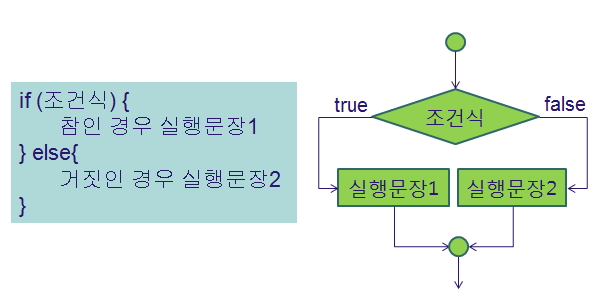 if (조건식) {
참인 경우 실행문장1
} else{
거짓인 경우 실행문장2
}
true
false
조건식
실행문장1
실행문장2